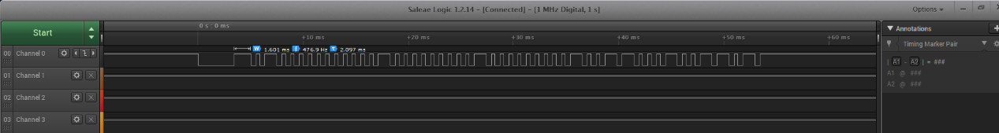 Saleae Logic 1.2.14 - [Connected] - [1 MHz Digital, 1 s]
Options
Start
0 s : 0 ms
+10 ms
+20 ms
+30 ms
+40 ms
+50 ms
+60 ms
Annotations
00 Channel 0
W 1.601 ms f 476.9 Hz T 2.097 ms
Timing Marker Pair
| A1 - A2 | = ###
A1 @ ###
A2 @ ###
01 Channel 1
02 Channel 2
03 Channel 3